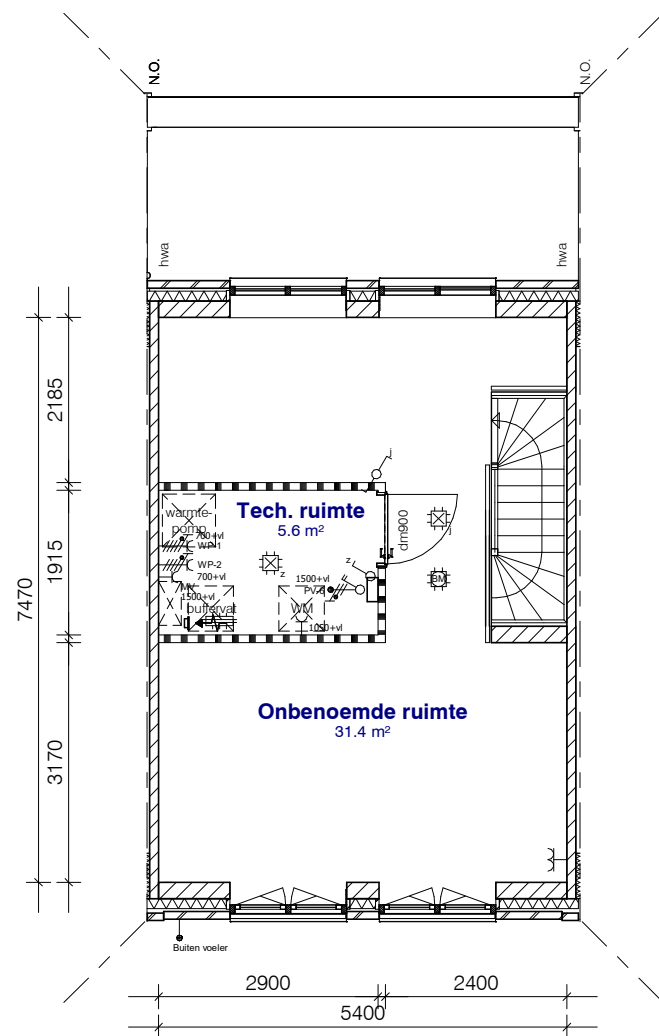 N.O.
N.O.
hwa
hwa
2185
1915
7470
3170
j
Tech. ruimte
5.6 m²
warmte-
pomp
700+vl
WP-1
WP-2
700+vl
MV
1500+vl
buffervat
z
z
1500+vl
PV-6
WM
1050+vl
dm900
j
BM
Onbenoemde ruimte
31.4 m²
Buiten voeler
2900
2400
5400